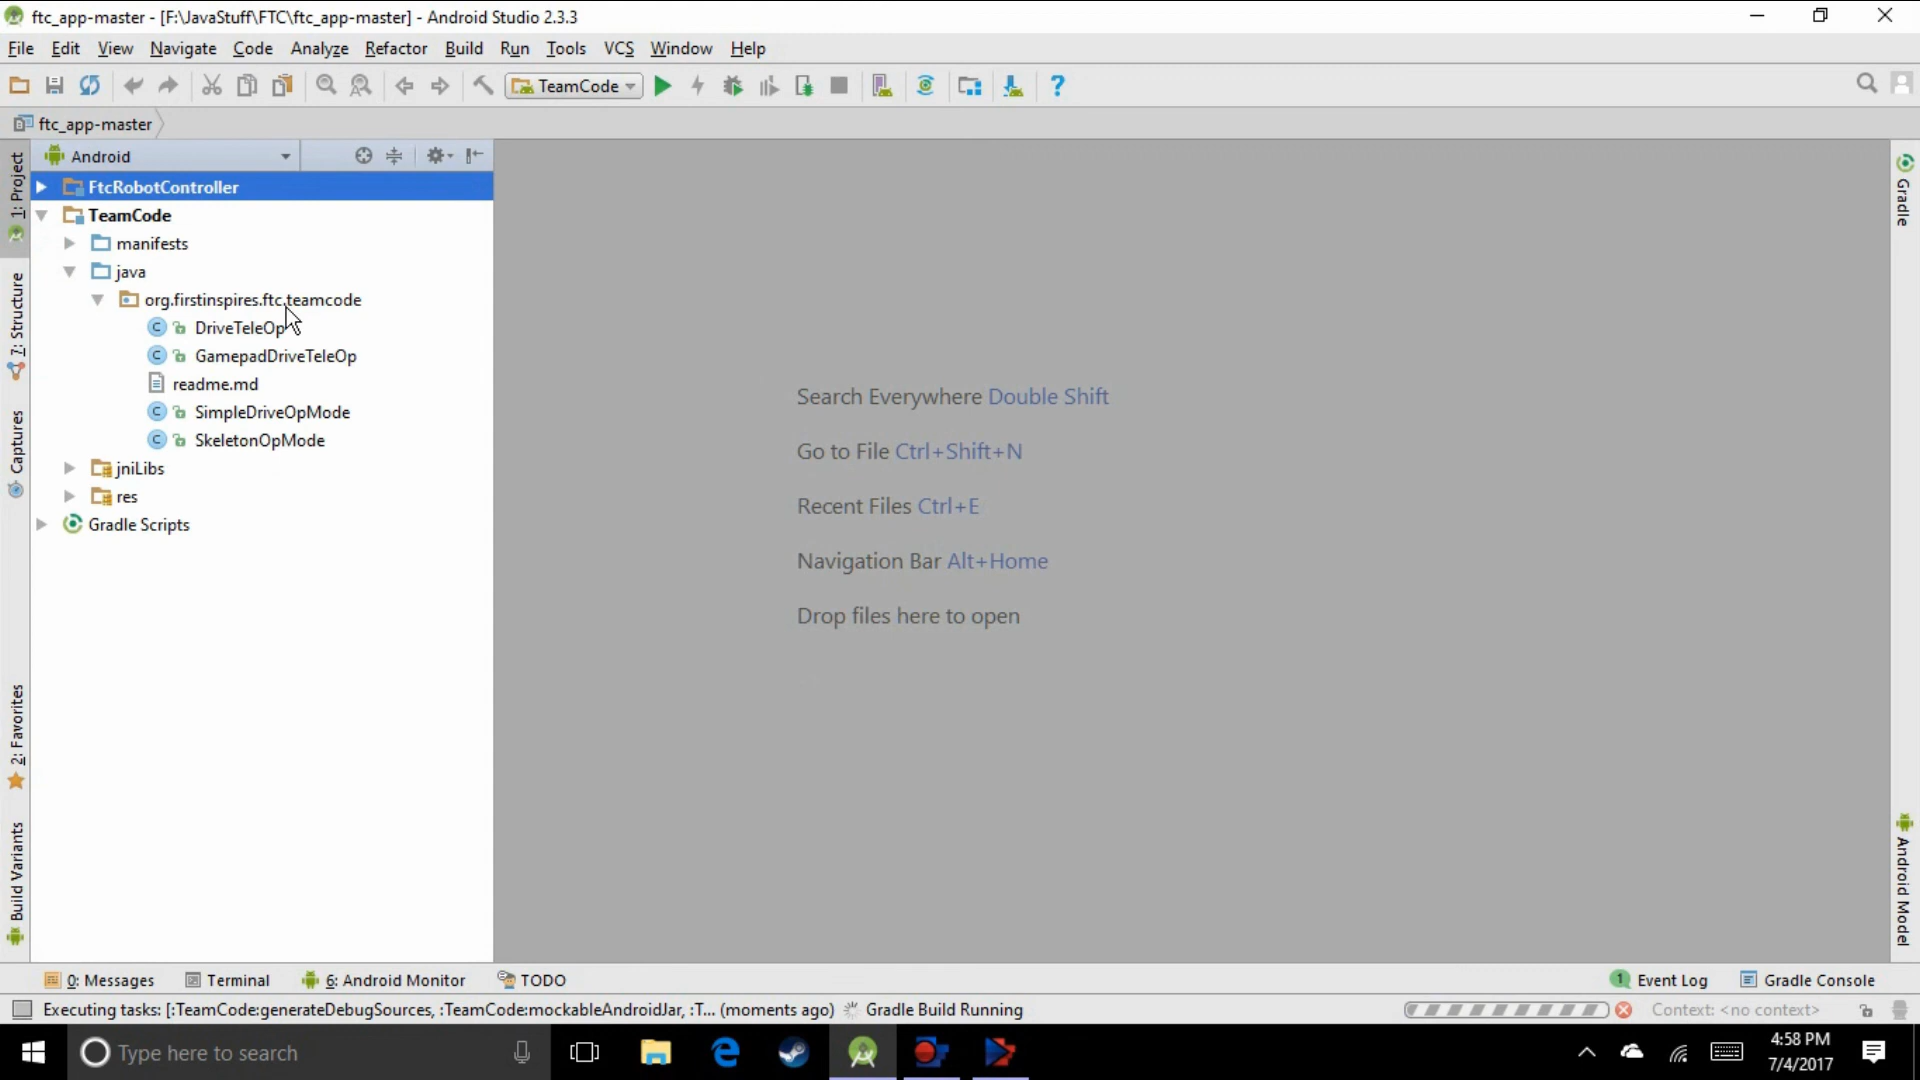 ftc_app-master - [F:\JavaStuff\FTC\ftc_app-master] - Android Studio 2.3.3
File Edit View Navigate Code Analyze Refactor Build Run Tools VCS Window Help
TeamCode
ftc_app-master
Android
FtcRobotController
TeamCode
manifests
java
org.firstinspires.ftc.teamcode
DriveTeleOp
GamepadDriveTeleOp
readme.md
SimpleDriveOpMode
SkeletonOpMode
jniLibs
res
Gradle Scripts
1: Project
7: Structure
Captures
2: Favorites
Build Variants
Search Everywhere Double Shift
Go to File Ctrl+Shift+N
Recent Files Ctrl+E
Navigation Bar Alt+Home
Drop files here to open
Gradle
Android Model
0: Messages Terminal 6: Android Monitor TODO 1 Event Log Gradle Console
Executing tasks: [:TeamCode:generateDebugSources, :TeamCode:mockableAndroidJar, :T... (moments ago) Gradle Build Running Context: <no context>
Type here to search
4:58 PM
7/4/2017